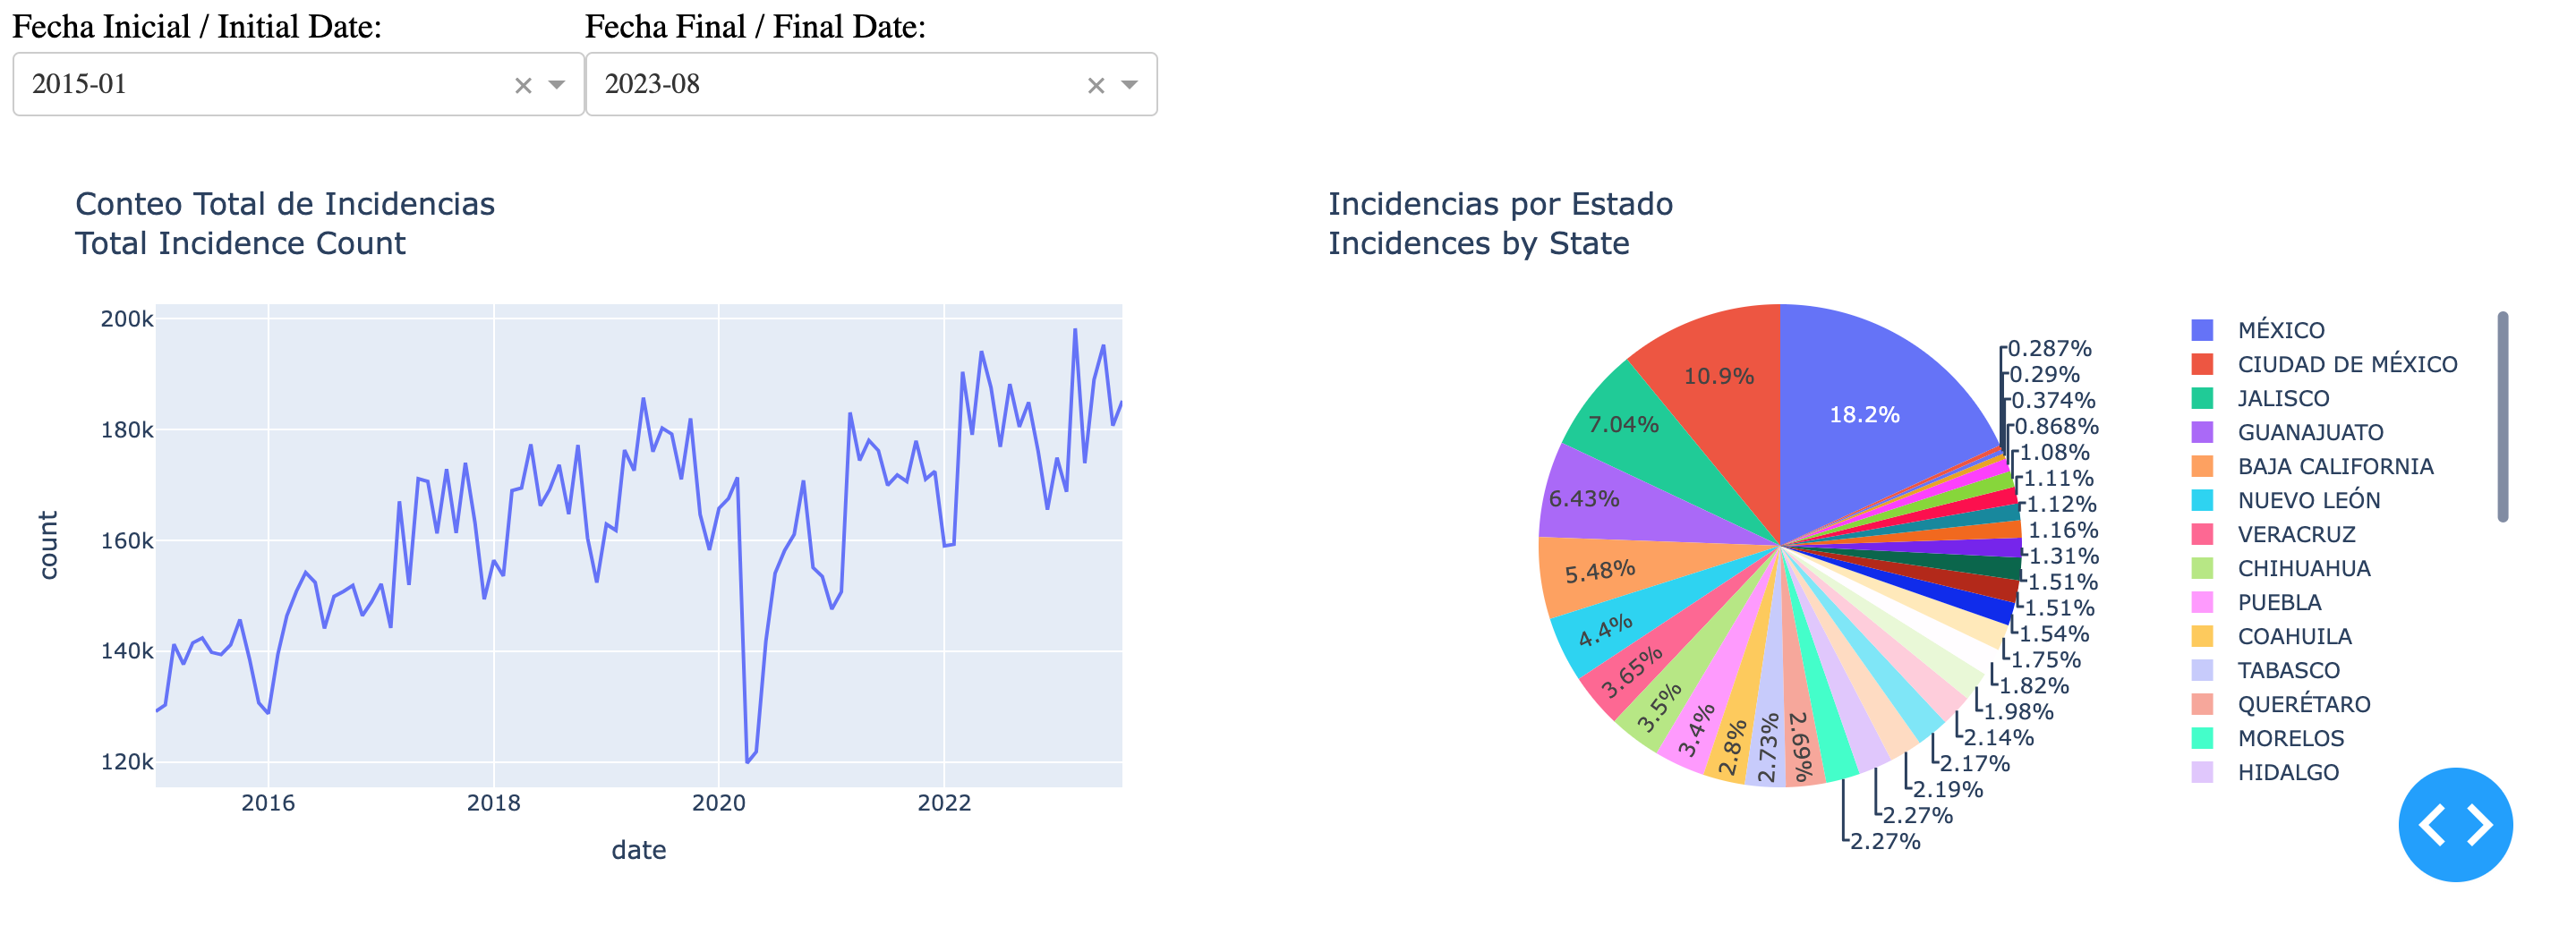 Fecha Inicial / Initial Date:
Fecha Final / Final Date:
2015-01
2023-08
Conteo Total de Incidencias
Total Incidence Count
200k
180k
160k
140k
120k
count
2016
2018
2020
2022
date
Incidencias por Estado
Incidences by State
18.2%
10.9%
7.04%
6.43%
5.48%
4.4%
3.65%
3.5%
3.4%
2.8%
2.73%
2.69%
2.27%
2.27%
2.19%
2.17%
2.14%
1.98%
1.82%
1.75%
1.54%
1.51%
1.51%
1.31%
1.16%
1.12%
1.11%
1.08%
0.868%
0.374%
0.29%
0.287%
MÉXICO
CIUDAD DE MÉXICO
JALISCO
GUANAJUATO
BAJA CALIFORNIA
NUEVO LEÓN
VERACRUZ
CHIHUAHUA
PUEBLA
COAHUILA
TABASCO
QUERÉTARO
MORELOS
HIDALGO